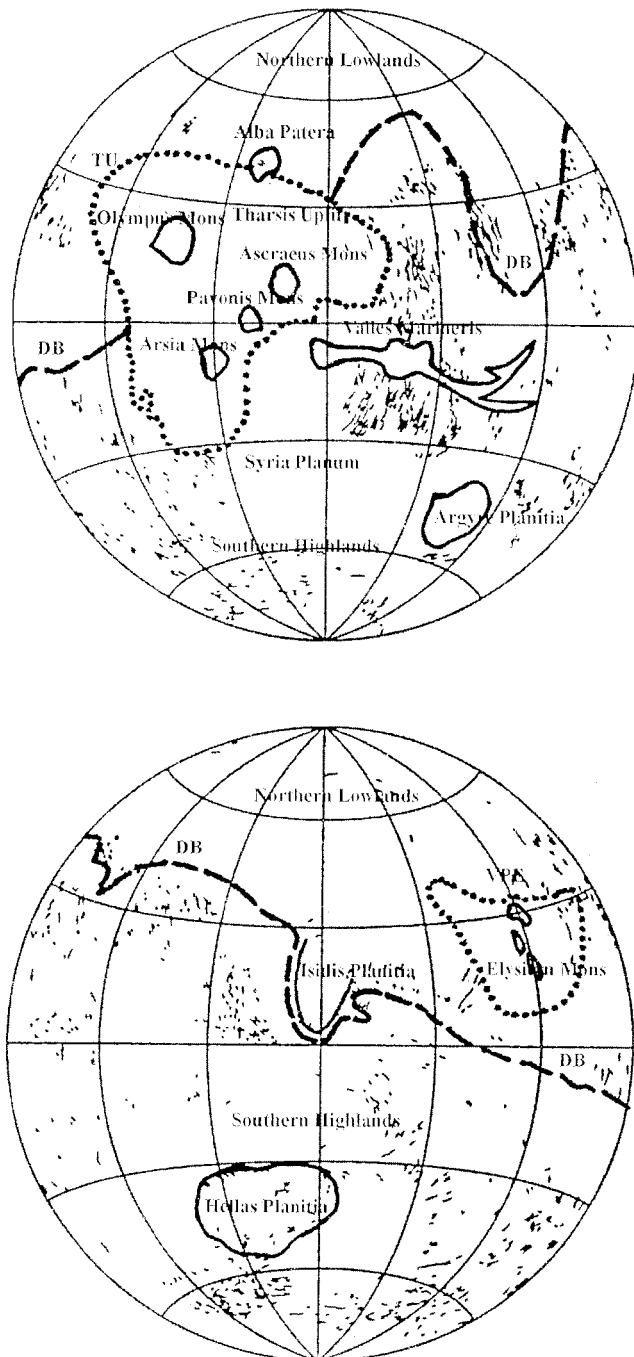 Northern Lowlands
Alba Patera
TU
Olympus Mons
Tharsis Uplift
Ascraeus Mons
DB
Pavonis Mons
Valles Marineris
DB
Arsia Mons
Syria Planum
Argyre Planitia
Southern Highlands
Northern Lowlands
DB
VPE
Isidis Planitia
Elysium Mons
DB
Southern Highlands
Hellas Planitia